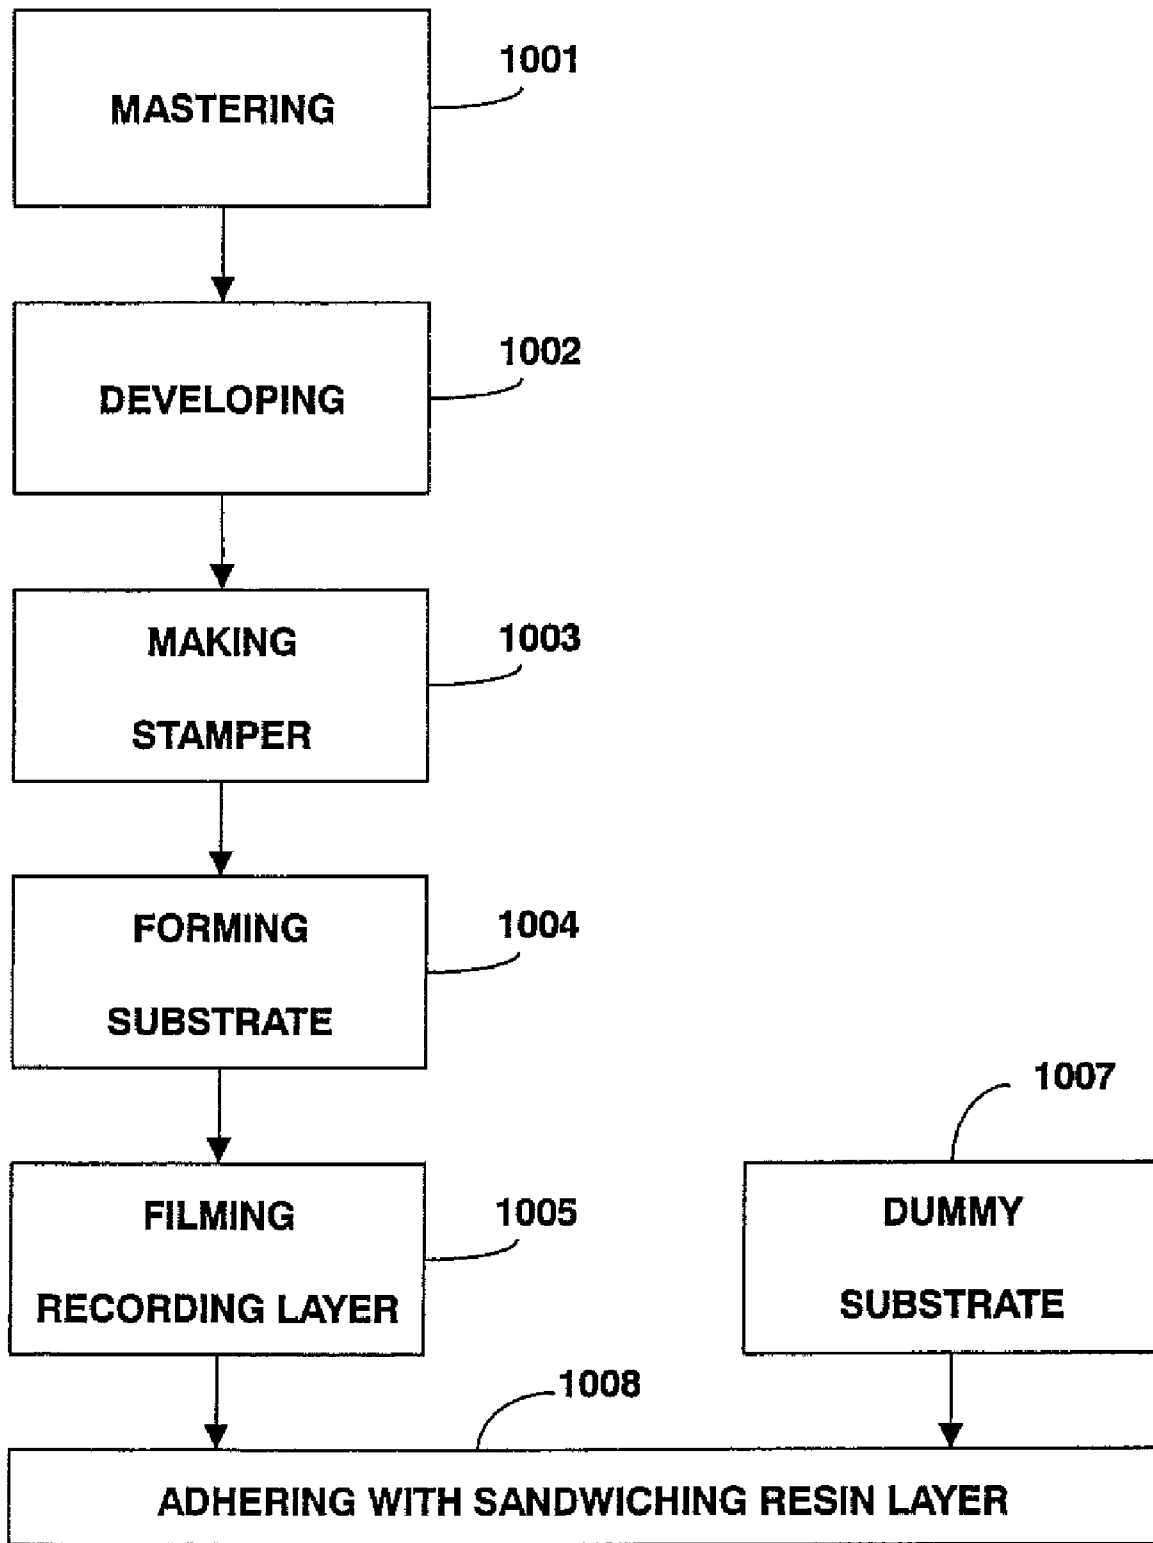 1001
MASTERING
1002
DEVELOPING
1003
MAKING
STAMPER
1004
FORMING
SUBSTRATE
1005
FILMING
RECORDING LAYER
1007
DUMMY
SUBSTRATE
1008
ADHERING WITH SANDWICHING RESIN LAYER